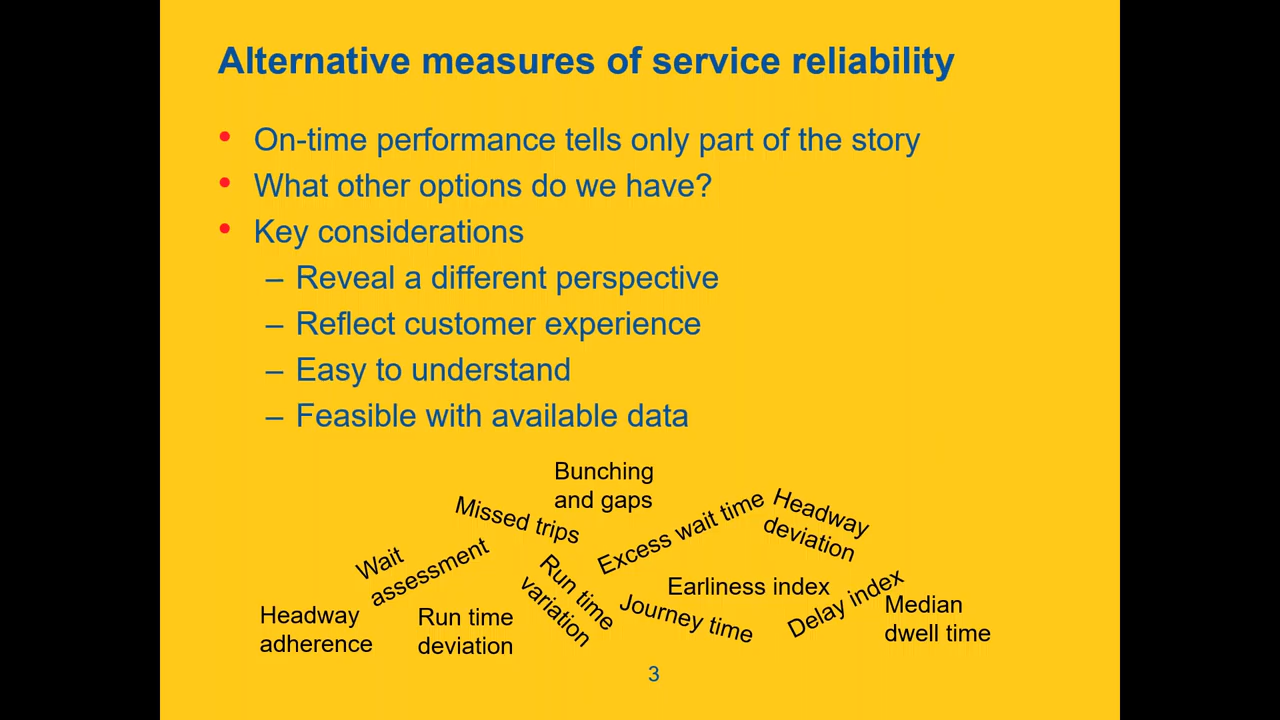 Alternative measures of service reliability
• On-time performance tells only part of the story
• What other options do we have?
• Key considerations
– Reveal a different perspective
– Reflect customer experience
– Easy to understand
– Feasible with available data
Bunching
and gaps
Missed trips
Excess wait time
Headway
deviation
Wait
assessment
Run time
variation
Earliness index
Delay index
Journey time
Headway
adherence
Run time
deviation
Median
dwell time
3